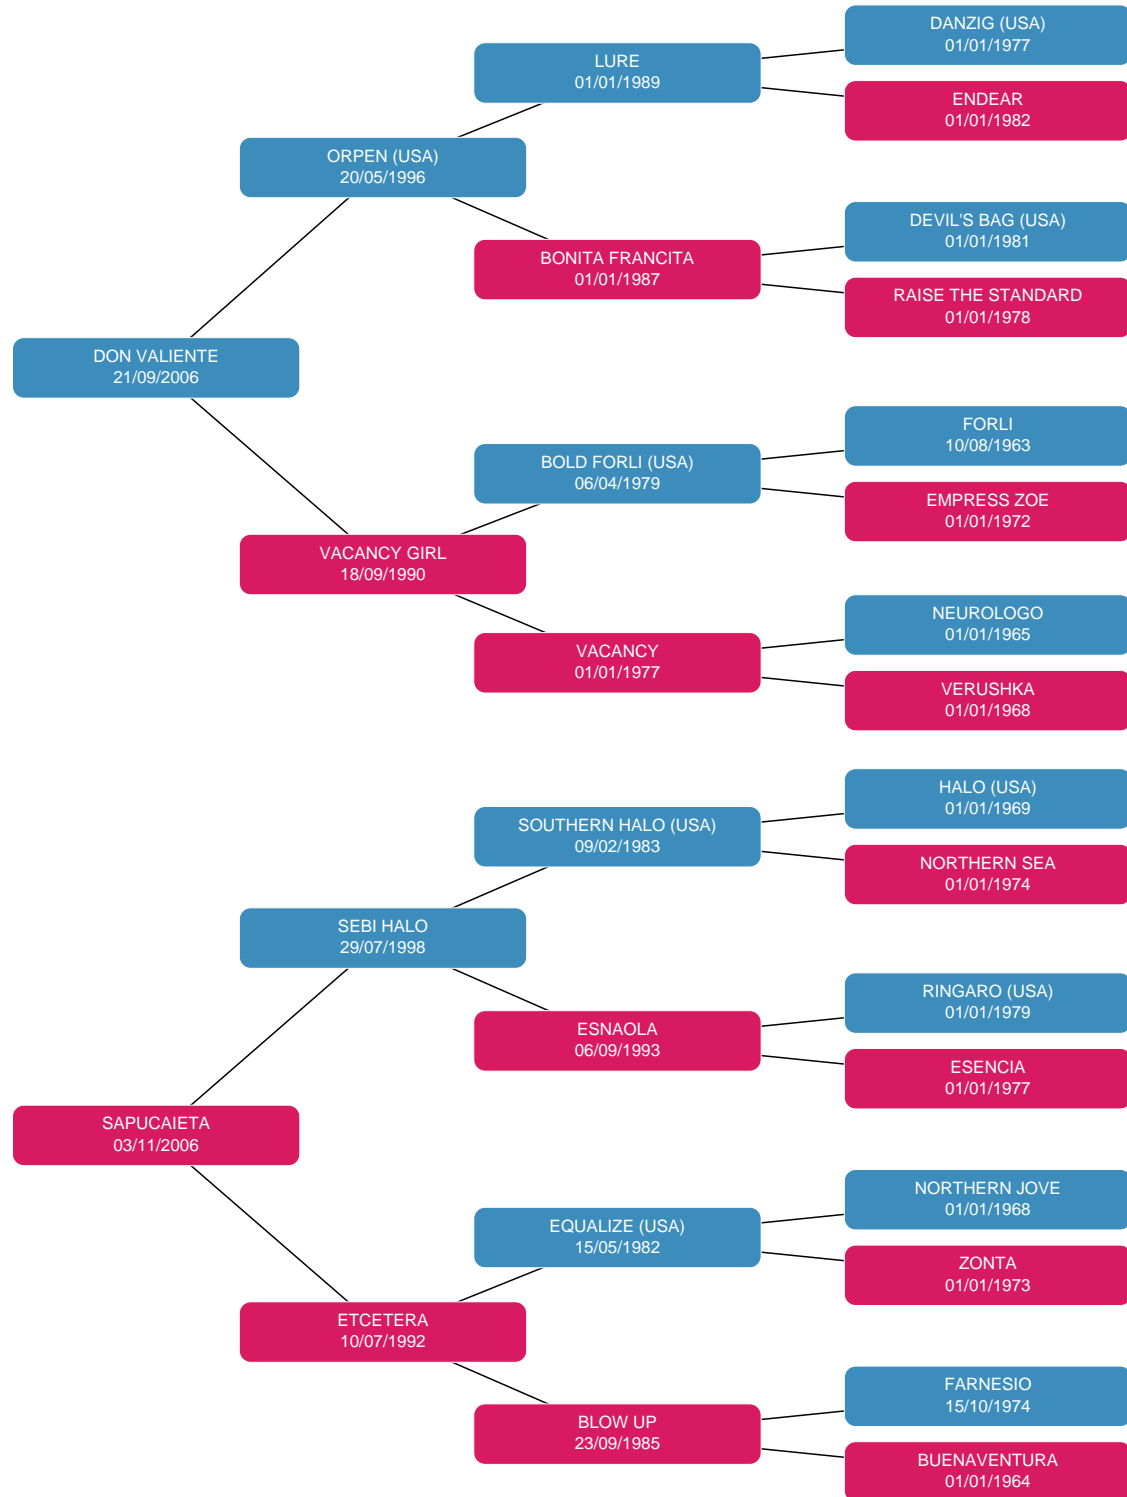 DANZIG (USA)
01/01/1977
LURE
01/01/1989
ENDEAR
01/01/1982
ORPEN (USA)
20/05/1996
DEVIL'S BAG (USA)
01/01/1981
BONITA FRANCITA
01/01/1987
RAISE THE STANDARD
01/01/1978
DON VALIENTE
21/09/2006
FORLI
10/08/1963
BOLD FORLI (USA)
06/04/1979
EMPRESS ZOE
01/01/1972
VACANCY GIRL
18/09/1990
NEUROLOGO
01/01/1965
VACANCY
01/01/1977
VERUSHKA
01/01/1968
HALO (USA)
01/01/1969
SOUTHERN HALO (USA)
09/02/1983
NORTHERN SEA
01/01/1974
SEBI HALO
29/07/1998
RINGARO (USA)
01/01/1979
ESNAOLA
06/09/1993
ESENCIA
01/01/1977
SAPUCAIETA
03/11/2006
NORTHERN JOVE
01/01/1968
EQUALIZE (USA)
15/05/1982
ZONTA
01/01/1973
ETCETERA
10/07/1992
FARNESIO
15/10/1974
BLOW UP
23/09/1985
BUENAVENTURA
01/01/1964